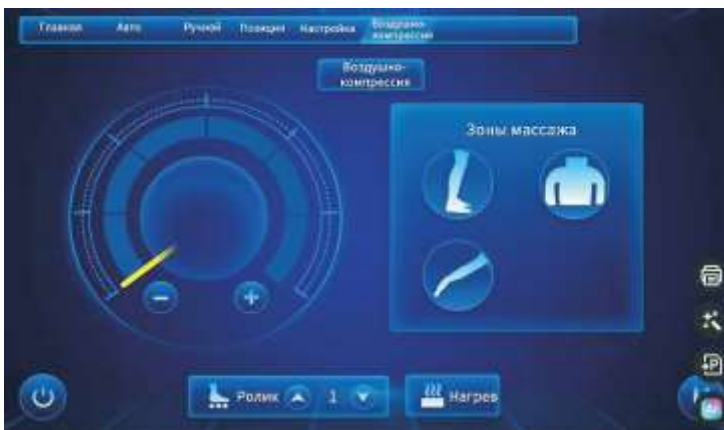 Главная Авто Ручной Позиция Настройка Воздушно-
компрессия
Воздушно-
компрессия
Зоны массажа
Ролик 1
Нагрев